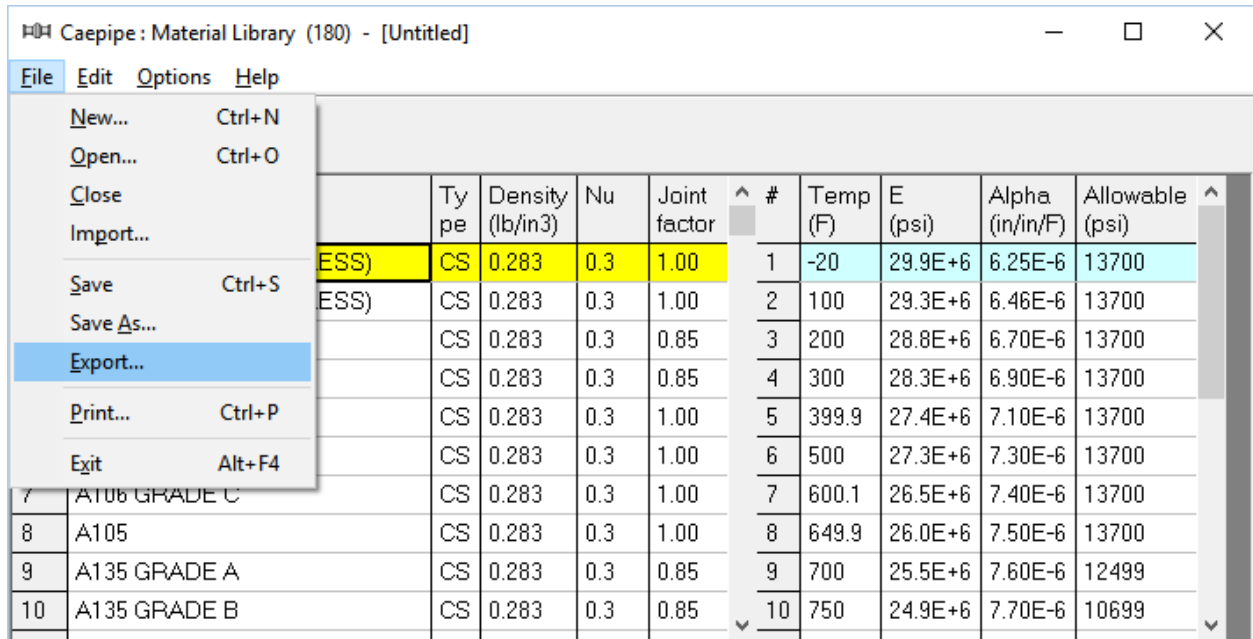 Caepipe : Material Library (180) - [Untitled]
File Edit Options Help
New... Ctrl+N
Open... Ctrl+O
Close
Import...
Save Ctrl+S
Save As...
Export...
Print... Ctrl+P
Exit Alt+F4
Ty pe Density (lb/in3) Nu Joint factor # Temp (F) E (psi) Alpha (in/in/F) Allowable (psi)
ESS) CS 0.283 0.3 1.00 1 -20 29.9E+6 6.25E-6 13700
ESS) CS 0.283 0.3 1.00 2 100 29.3E+6 6.46E-6 13700
CS 0.283 0.3 0.85 3 200 28.8E+6 6.70E-6 13700
CS 0.283 0.3 0.85 4 300 28.3E+6 6.90E-6 13700
CS 0.283 0.3 1.00 5 399.9 27.4E+6 7.10E-6 13700
CS 0.283 0.3 1.00 6 500 27.3E+6 7.30E-6 13700
7 A106 GRADE C CS 0.283 0.3 1.00 7 600.1 26.5E+6 7.40E-6 13700
8 A105 CS 0.283 0.3 1.00 8 649.9 26.0E+6 7.50E-6 13700
9 A135 GRADE A CS 0.283 0.3 0.85 9 700 25.5E+6 7.60E-6 12499
10 A135 GRADE B CS 0.283 0.3 0.85 10 750 24.9E+6 7.70E-6 10699